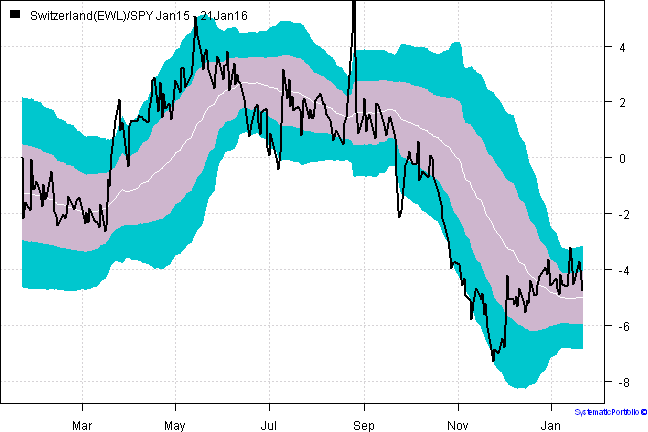 Switzerland(EWL)/SPY Jan15 - 21Jan16
4
2
0
-2
-4
-6
-8
Mar May Jul Sep Nov Jan
SystematicPortfolio ©